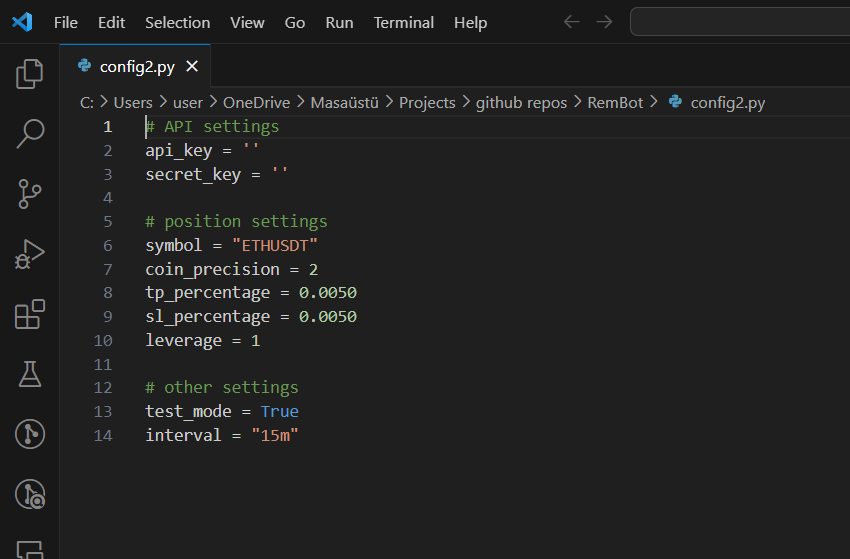 File Edit Selection View Go Run Terminal Help
config2.py
C: > Users > user > OneDrive > Masaüstü > Projects > github repos > RemBot > config2.py
1 # API settings
2 api_key = ''
3 secret_key = ''
4
5 # position settings
6 symbol = "ETHUSDT"
7 coin_precision = 2
8 tp_percentage = 0.0050
9 sl_percentage = 0.0050
10 leverage = 1
11
12 # other settings
13 test_mode = True
14 interval = "15m"